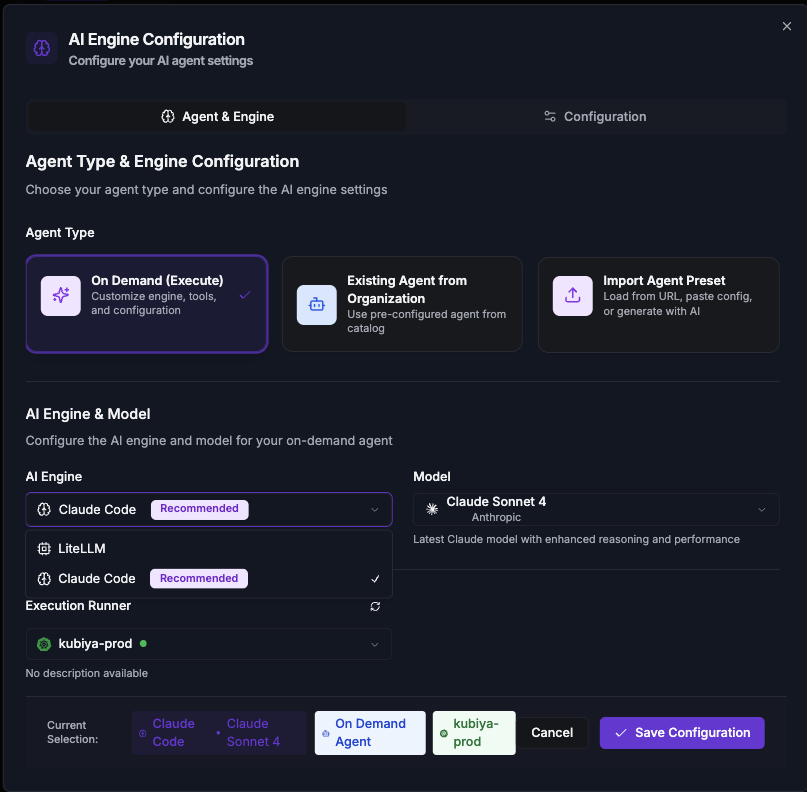 AI Engine Configuration
Configure your AI agent settings
Agent & Engine
Configuration
Agent Type & Engine Configuration
Choose your agent type and configure the AI engine settings
Agent Type
On Demand (Execute)
Customize engine, tools,
and configuration
Existing Agent from
Organization
Use pre-configured agent from
catalog
Import Agent Preset
Load from URL, paste config,
or generate with AI
AI Engine & Model
Configure the AI engine and model for your on-demand agent
AI Engine
Claude Code Recommended
LiteLLM
Claude Code Recommended
Model
Claude Sonnet 4
Anthropic
Latest Claude model with enhanced reasoning and performance
Execution Runner
kubiya-prod
No description available
Current
Selection:
Claude
Code
•
Claude
Sonnet 4
On Demand
Agent
kubiya-
prod
Cancel
Save Configuration